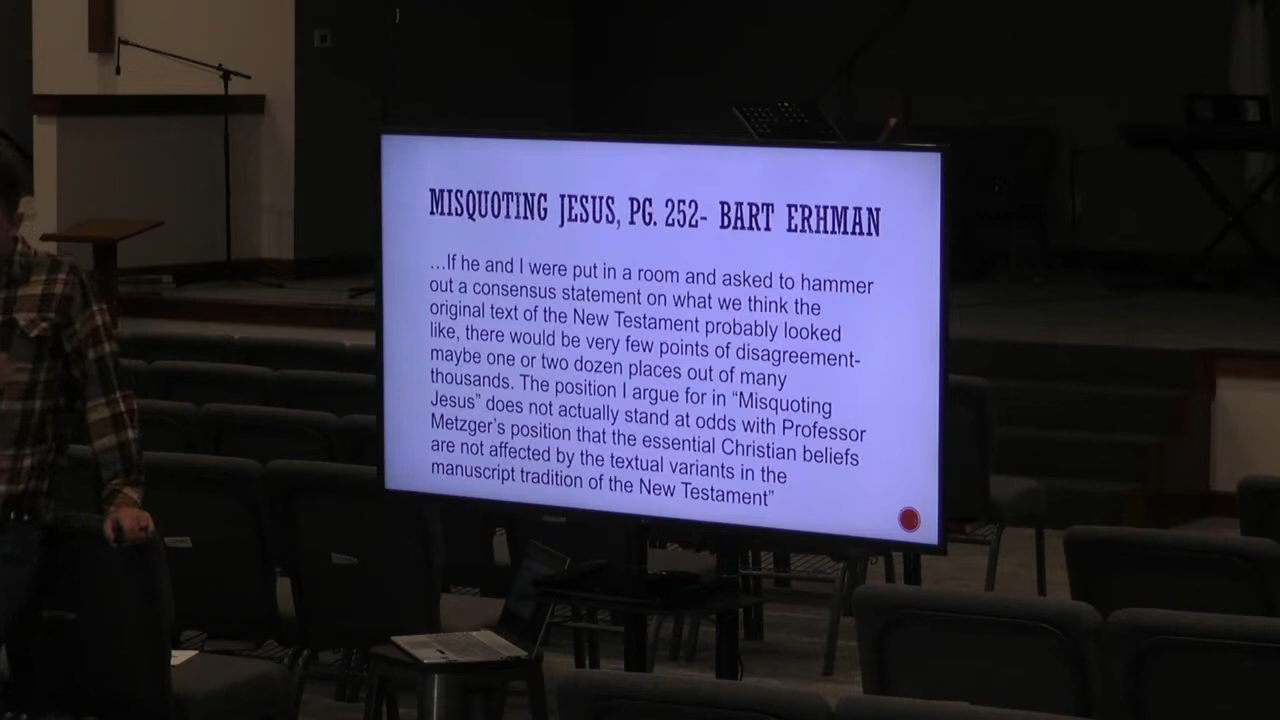 MISQUOTING JESUS, PG. 252- BART ERHMAN
...If he and I were put in a room and asked to hammer
out a consensus statement on what we think the
original text of the New Testament probably looked
like, there would be very few points of disagreement-
maybe one or two dozen places out of many
thousands. The position I argue for in “Misquoting
Jesus” does not actually stand at odds with Professor
Metzger’s position that the essential Christian beliefs
are not affected by the textual variants in the
manuscript tradition of the New Testament”